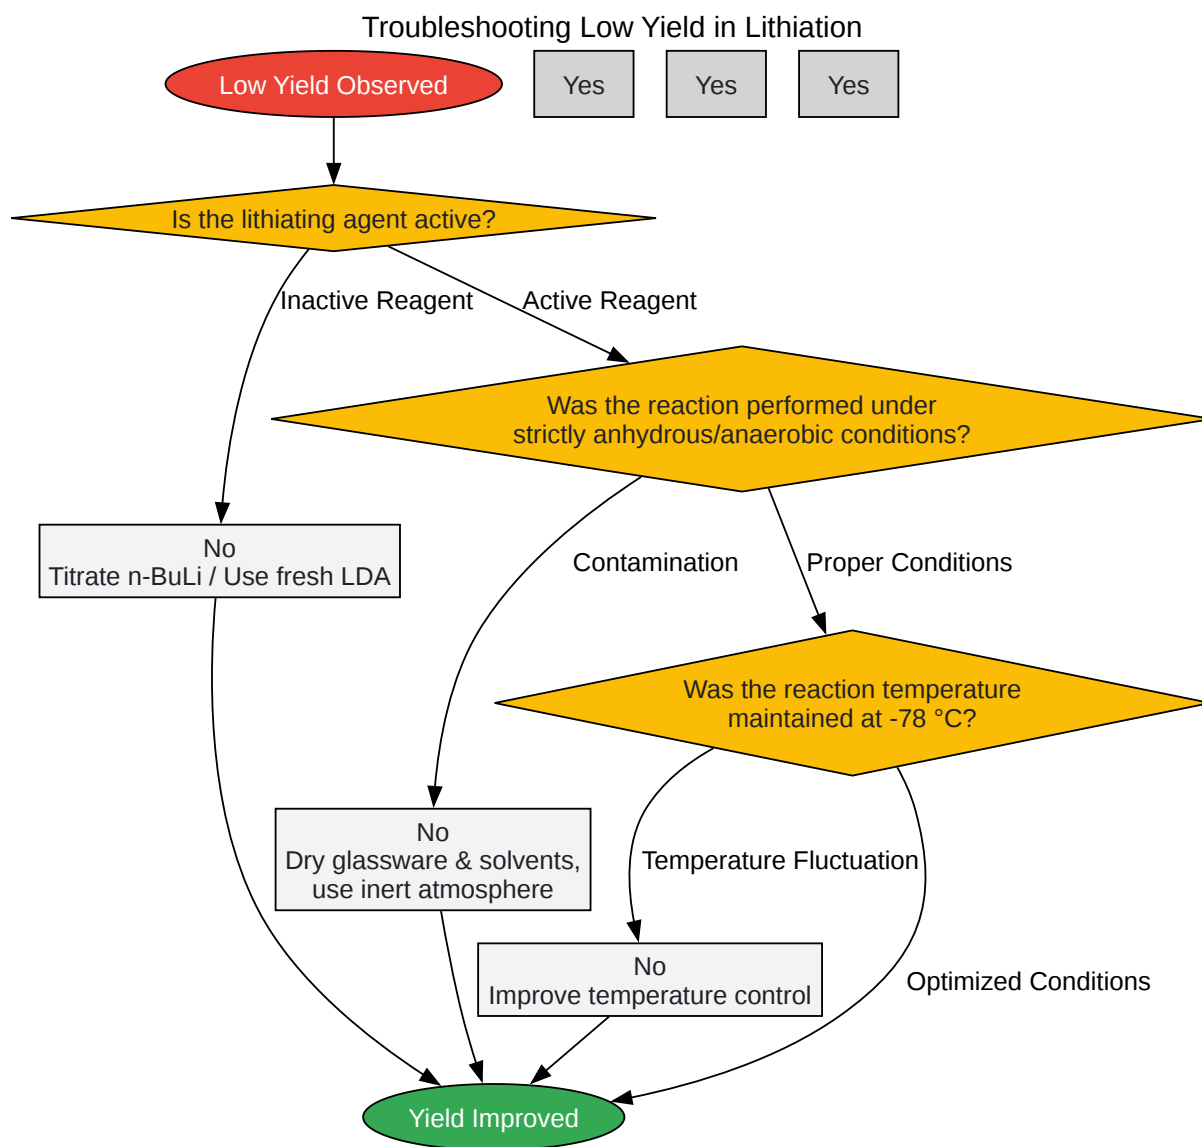 Troubleshooting Low Yield in Lithiation
Low Yield Observed
Yes
Yes
Yes
Is the lithiating agent active?
Inactive Reagent
Active Reagent
Was the reaction performed under
strictly anhydrous/anaerobic conditions?
No
Titrate n-BuLi / Use fresh LDA
Contamination
Proper Conditions
Was the reaction temperature
maintained at -78 °C?
No
Dry glassware & solvents,
use inert atmosphere
Temperature Fluctuation
No
Improve temperature control
Optimized Conditions
Yield Improved